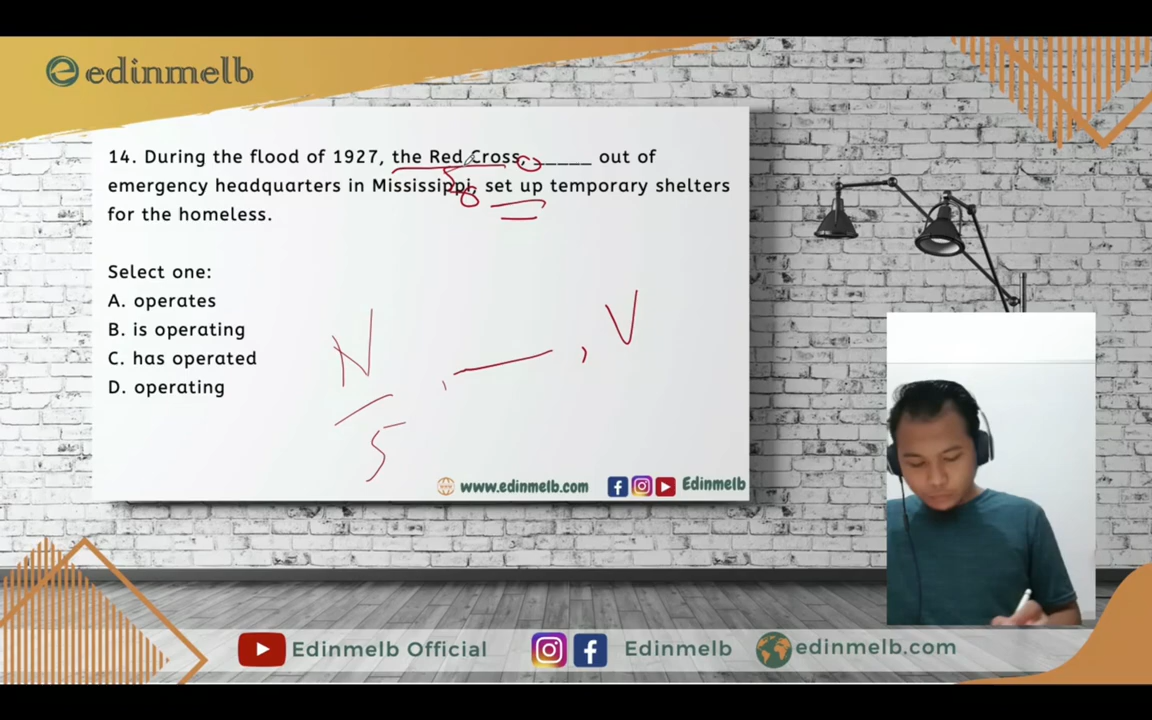 edinmelb
14. During the flood of 1927, the Red Cross, _____ out of
emergency headquarters in Mississippi, set up temporary shelters
for the homeless.
Select one:
A. operates
B. is operating
C. has operated
D. operating
N
S
, ___ , V
www.edinmelb.com
Edinmelb
Edinmelb Official
Edinmelb
edinmelb.com